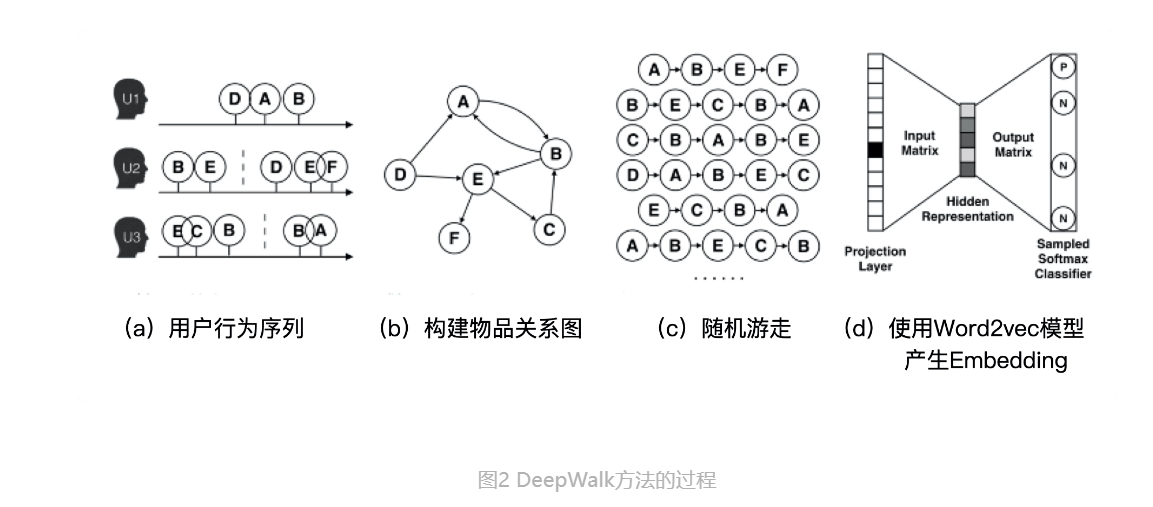 U1 D A B
U2 B E D E F
U3 E C B B A
A
B
D
E
C
F
A B E F
B E C B A
C B A B E
D A B E C
E C B A
A B E C B
......
Input
Matrix
Output
Matrix
Hidden
Representation
P
N
N
N
Projection
Layer
Sampled
Softmax
Classifier
（a）用户行为序列
（b）构建物品关系图
（c）随机游走
（d）使用Word2vec模型
产生Embedding
图2 DeepWalk方法的过程